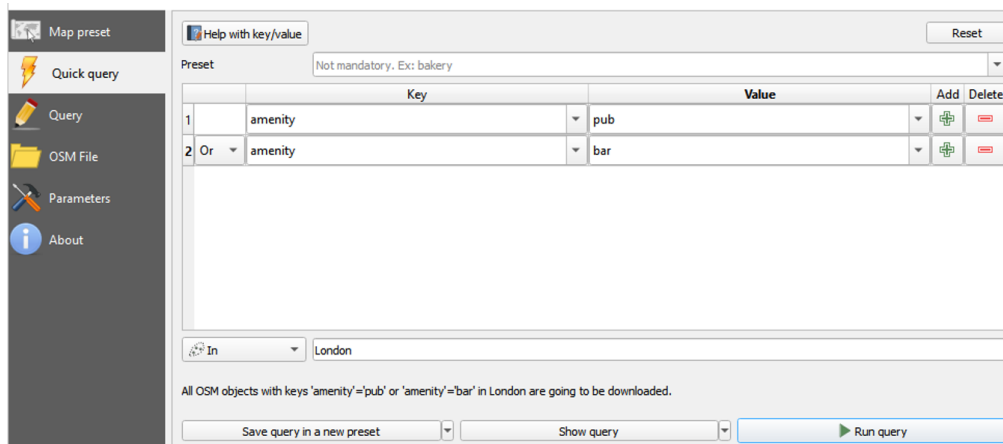 Map preset
Quick query
Query
OSM File
Parameters
About
Help with key/value
Reset
Preset
Not mandatory. Ex: bakery
Key Value Add Delete
1 amenity pub
2 Or amenity bar
In London
All OSM objects with keys 'amenity'='pub' or 'amenity'='bar' in London are going to be downloaded.
Save query in a new preset Show query Run query